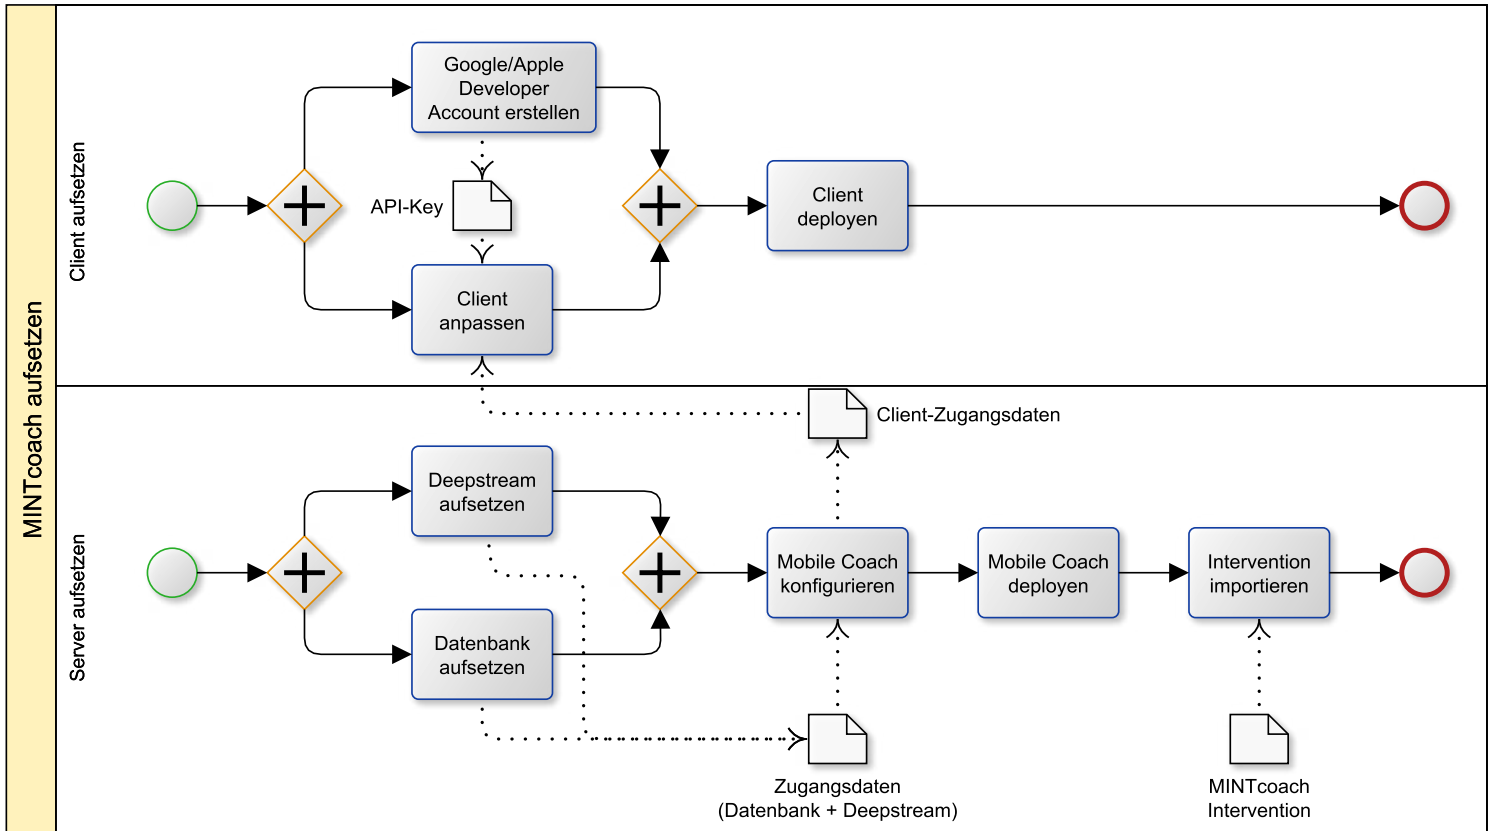 MINTcoach aufsetzen
Client aufsetzen
Google/Apple
Developer
Account erstellen
API-Key
Client
anpassen
Client
deployen
Server aufsetzen
Client-Zugangsdaten
Deepstream
aufsetzen
Datenbank
aufsetzen
Mobile Coach
konfigurieren
Mobile Coach
deployen
Intervention
importieren
Zugangsdaten
(Datenbank + Deepstream)
MINTcoach
Intervention